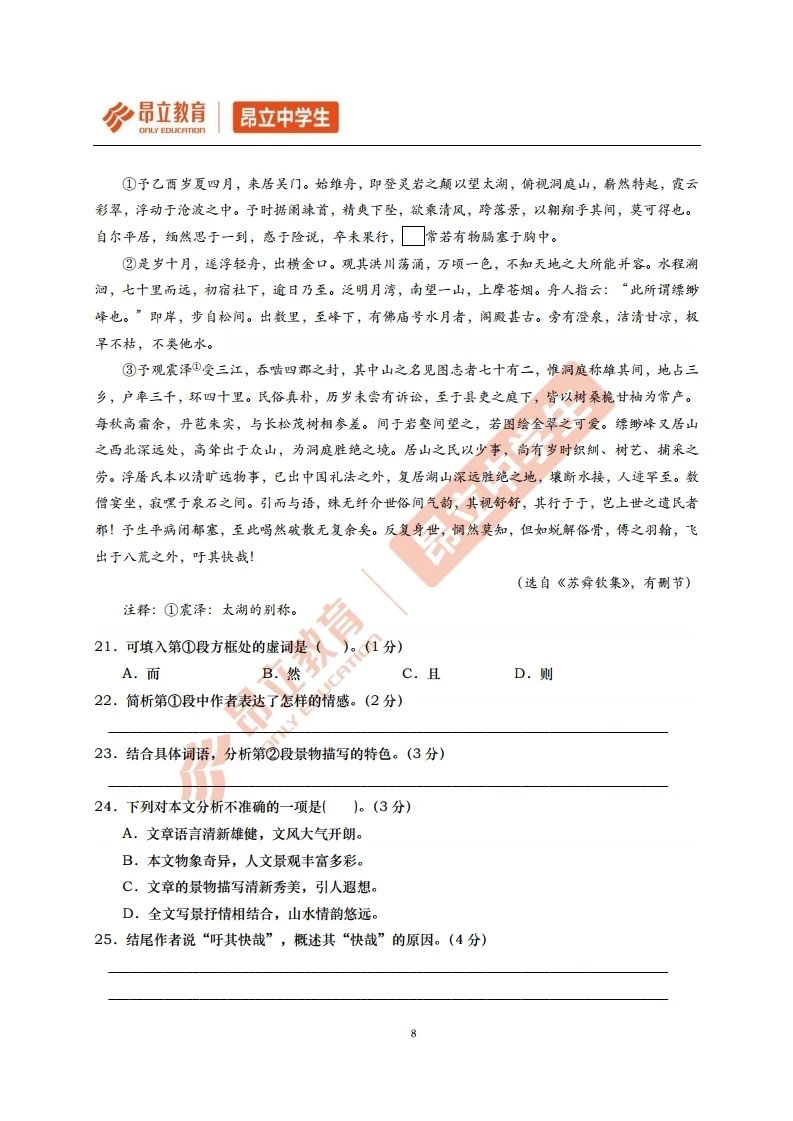 昂立教育
ONLY EDUCATION
昂立中学生
①予乙酉岁夏四月，来居吴门。始维舟，即登灵岩之颠以望太湖，俯视洞庭山，崭然特起，霞云
彩翠，浮动于沧波之中。予时据阑竦首，精爽下坠，欲乘清风，跨落景，以翱翔乎其间，莫可得也。
自尔平居，缅然思于一到，惑于险说，卒未果行，□常若有物膈塞于胸中。
②是岁十月，遂浮轻舟，出横金口。观其洪川荡涌，万顷一色，不知天地之大所能并容。水程溯
洄，七十里而远，初宿社下，逾日乃至。泛明月湾，南望一山，上摩苍烟。舟人指云：“此所谓缥缈
峰也。”即岸，步自松间。出数里，至峰下，有佛庙号水月者，阁殿甚古。旁有澄泉，洁清甘凉，极
旱不枯，不类他水。
③予观震泽①受三江，吞啮四郡之封，其中山之名见图志者七十有二，惟洞庭称雄其间，地占三
乡，户率三千，环四十里。民俗真朴，历岁未尝有诉讼，至于县吏之庭下，皆以树桑栀甘柚为常产。
每秋高霜余，丹苞朱实，与长松茂树相参差。间于岩壑间望之，若图绘金翠之可爱。缥缈峰又居山
之西北深远处，高耸出于众山，为洞庭胜绝之境。居山之民以少事，尚有岁时织纠、树艺、捕采之
劳。浮屠氏本以清旷远物事，已出中国礼法之外，复居湖山深远胜绝之地，壤断水接，人迹罕至。数
僧宴坐，寂嘿于泉石之间。引而与语，殊无纤介世俗间气韵，其视舒舒，其行于于，岂上世之遗民者
邪！予生平病闭郁塞，至此喝然破散无复余矣。反复身世，惘然莫知，但如蜕解俗骨，傅之羽翰，飞
出于八荒之外，吁其快哉！
（选自《苏舜钦集》，有删节）
注释：①震泽：太湖的别称。
21．可填入第①段方框处的虚词是（ ）。（1 分）
A．而 B．然 C．且 D．则
22．简析第①段中作者表达了怎样的情感。（2 分）
23．结合具体词语，分析第②段景物描写的特色。（3 分）
24．下列对本文分析不准确的一项是( )。（3 分）
A．文章语言清新雄健，文风大气开朗。
B．本文物象奇异，人文景观丰富多彩。
C．文章的景物描写清新秀美，引人遐想。
D．全文写景抒情相结合，山水情韵悠远。
25．结尾作者说“吁其快哉”，概述其“快哉”的原因。（4 分）
8
昂立教育
ONLY EDUCATION
昂立中学生